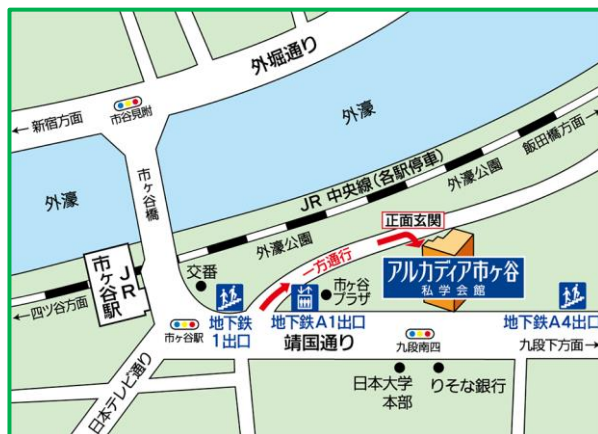 外堀通り
← 新宿方面
市谷見附
外濠
飯田橋方面 →
外濠
市ヶ谷橋
JR 中央線(各駅停車)
外濠公園
正面玄関
外濠公園
一方通行
アルカディア市ヶ谷
私学会館
JR
市ヶ谷駅
交番
市ヶ谷
プラザ
←四ツ谷方面
地下鉄
1出口
地下鉄A1出口
地下鉄A4出口
市ヶ谷駅
靖国通り
九段南四
九段下方面→
日本テレビ通り
日本大学
本部
りそな銀行